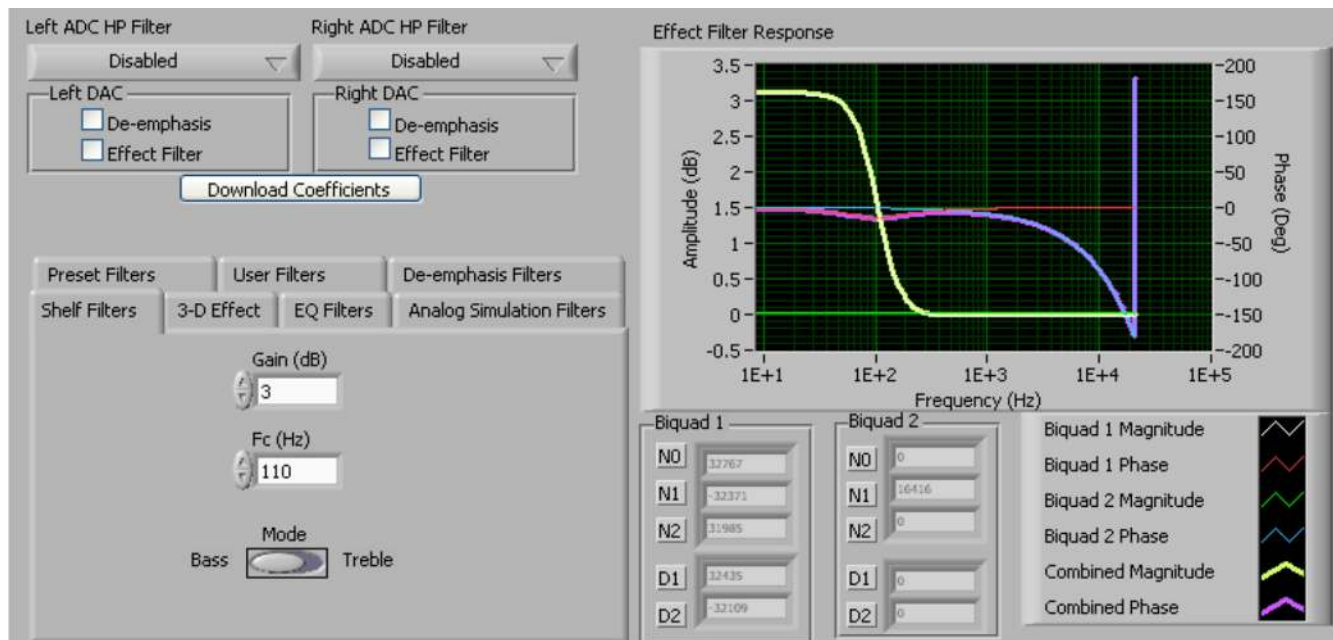 Left ADC HP Filter
Disabled
Right ADC HP Filter
Disabled
Left DAC
De-emphasis
Effect Filter
Right DAC
De-emphasis
Effect Filter
Download Coefficients
Preset Filters
User Filters
De-emphasis Filters
Shelf Filters
3-D Effect
EQ Filters
Analog Simulation Filters
Gain (dB)
3
Fc (Hz)
110
Mode
Bass
Treble
Effect Filter Response
Amplitude (dB)
3.5
3
2.5
2
1.5
1
0.5
0
-0.5
1E+1
1E+2
1E+3
1E+4
1E+5
Frequency (Hz)
200
150
100
50
0
-50
-100
-150
-200
Phase (Deg)
Biquad 1
N0 32767
N1 -32371
N2 31985
D1 32435
D2 -32109
Biquad 2
N0 0
N1 16416
N2 0
D1 0
D2 0
Biquad 1 Magnitude
Biquad 1 Phase
Biquad 2 Magnitude
Biquad 2 Phase
Combined Magnitude
Combined Phase